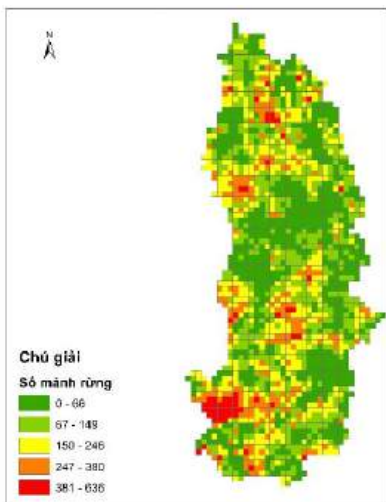 N
Chú giải
Số mảnh rừng
0 - 66
67 - 149
150 - 246
247 - 380
381 - 636